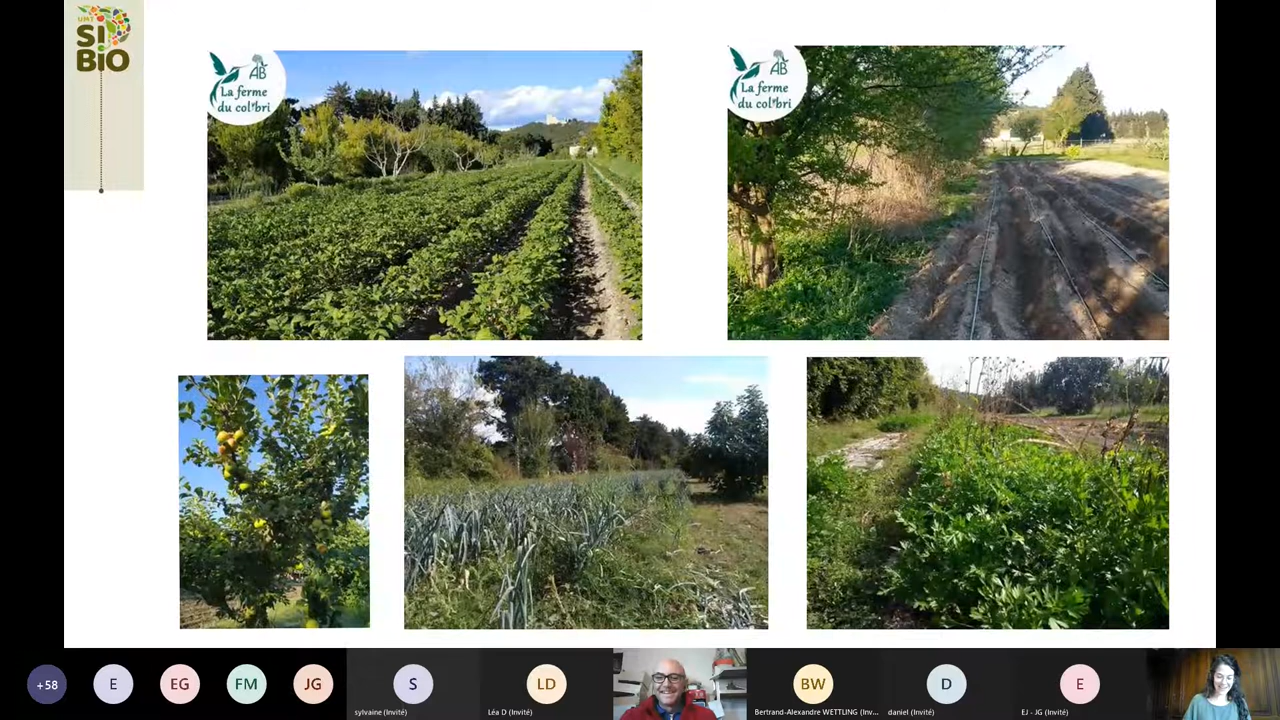 UMT
SI
BIO
AB
La ferme
du colibri
AB
La ferme
du colibri
+58
E
EG
FM
JG
S
LD
BW
D
E
sylvaine (Invité)
Léa D (Invité)
Bertrand-Alexandre WETTLING (Inv...
daniel (Invité)
EJ - JG (Invité)